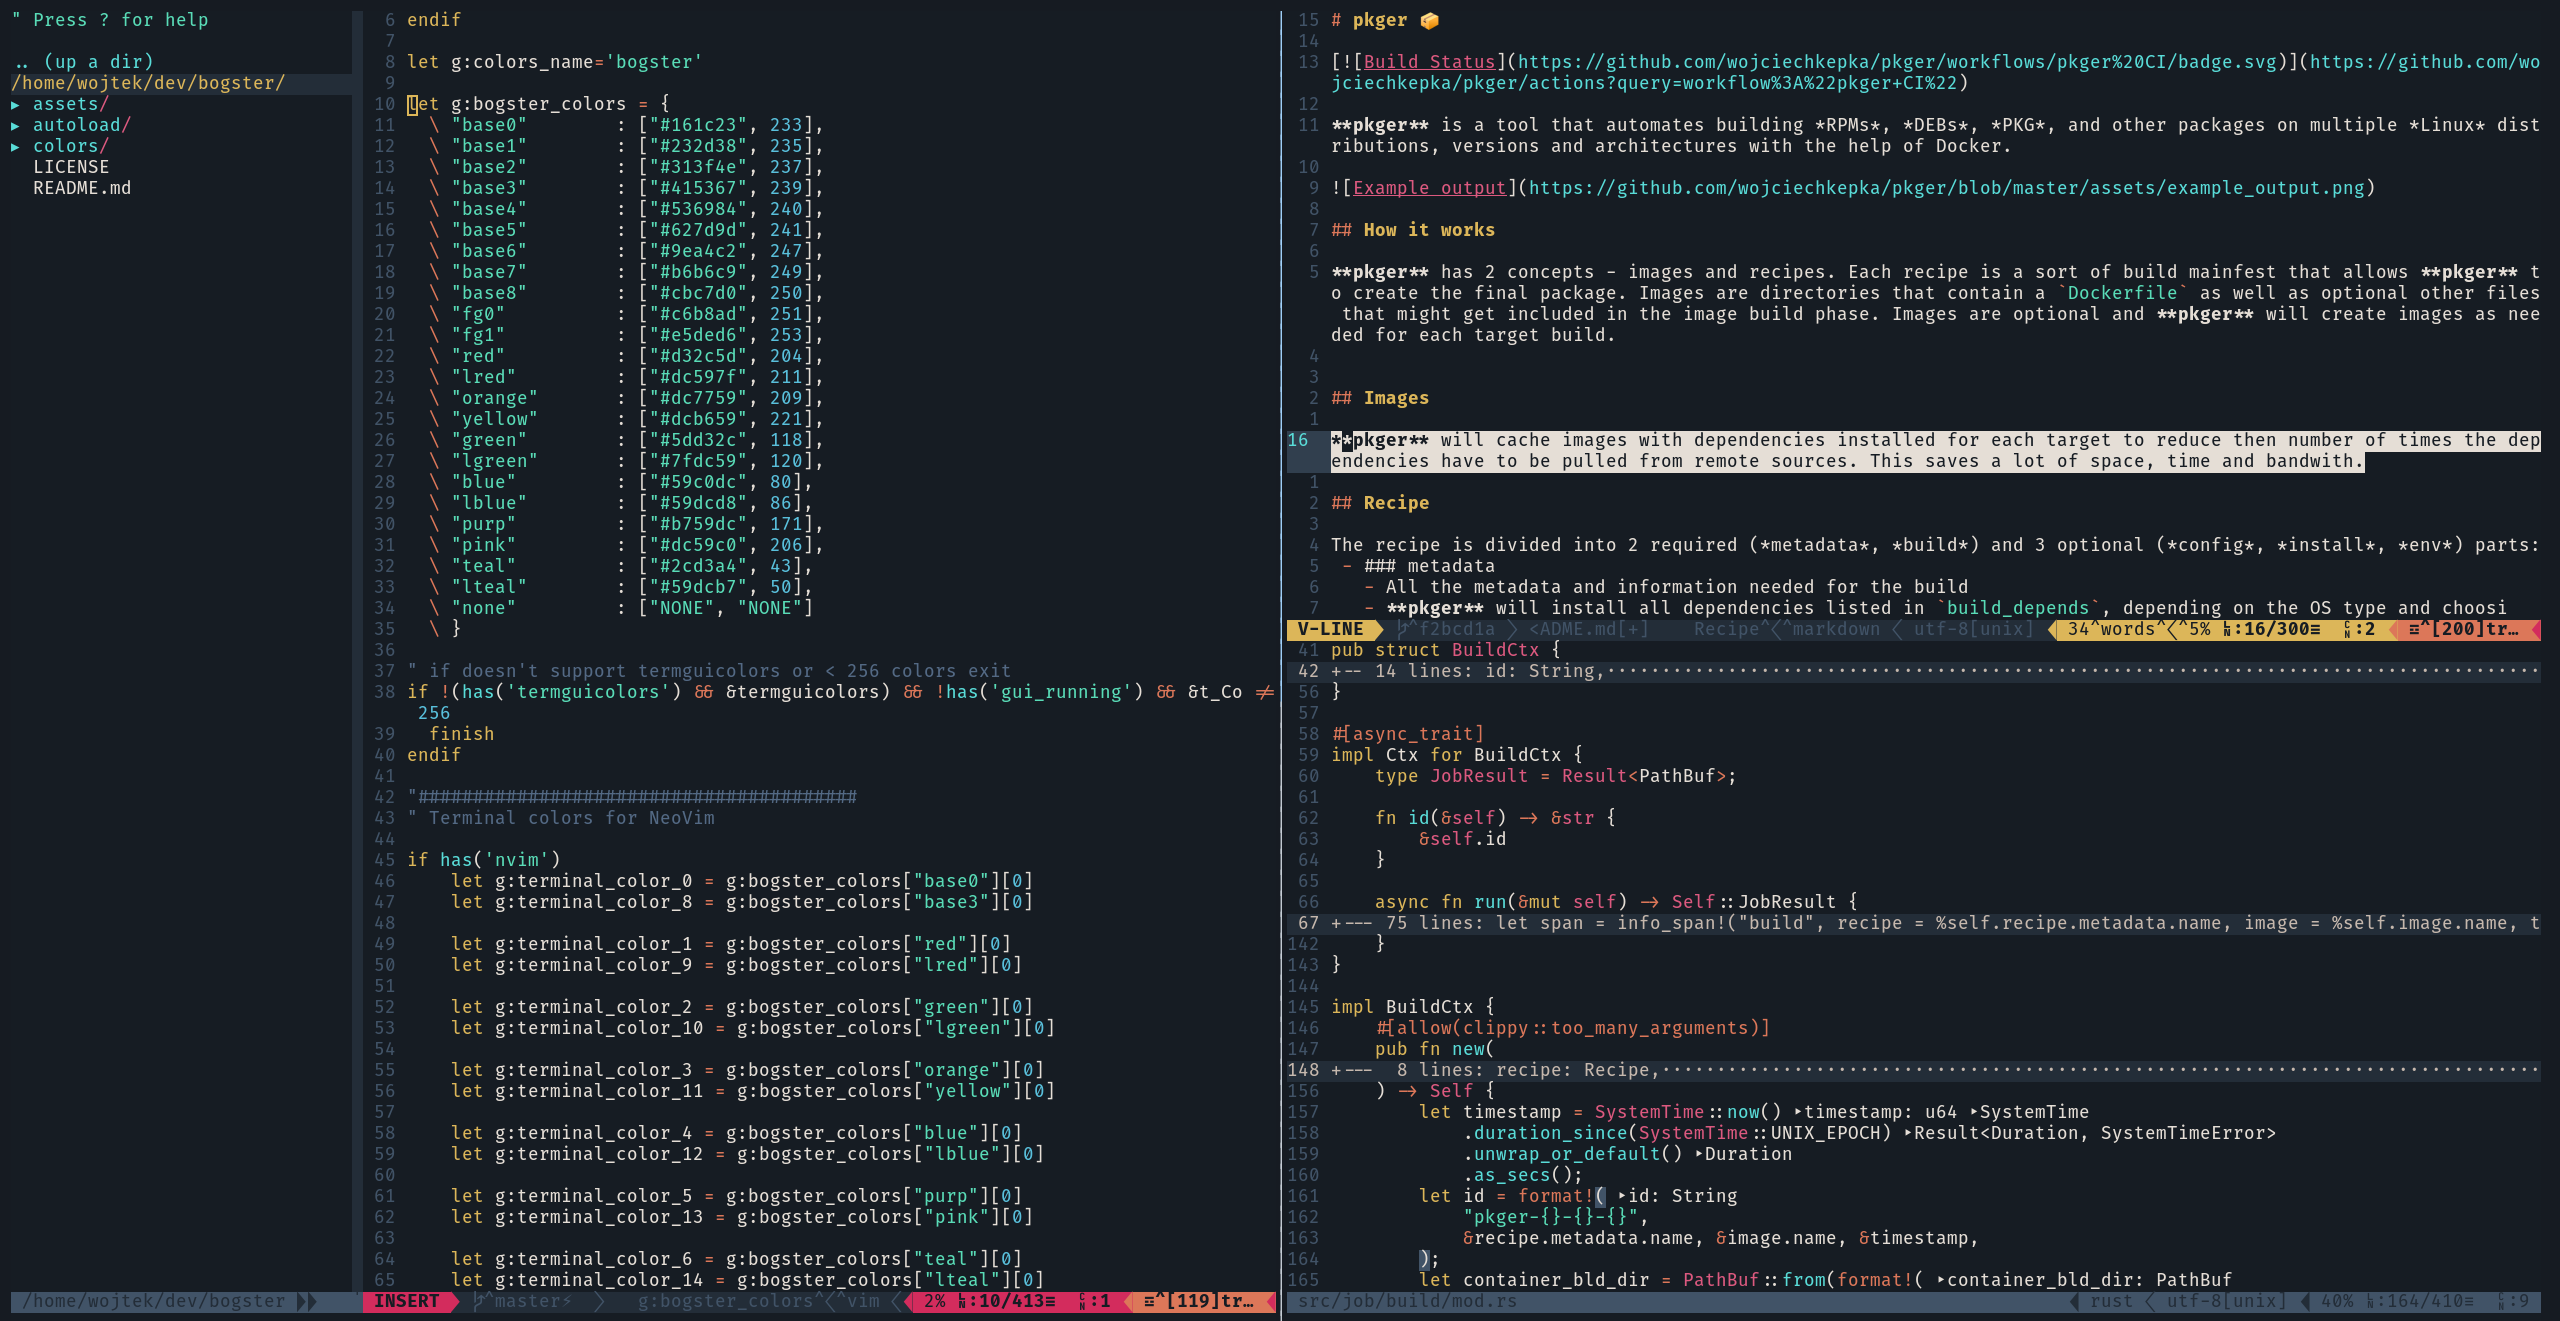 " Press ? for help
.. (up a dir)
/home/wojtek/dev/bogster/
▸ assets/
▸ autoload/
▸ colors/
LICENSE
README.md
/home/wojtek/dev/bogster
6 endif
7
8 let g:colors_name='bogster'
9
10 let g:bogster_colors = {
11 \ "base0" : ["#161c23", 233],
12 \ "base1" : ["#232d38", 235],
13 \ "base2" : ["#313f4e", 237],
14 \ "base3" : ["#415367", 239],
15 \ "base4" : ["#536984", 240],
16 \ "base5" : ["#627d9d", 241],
17 \ "base6" : ["#9ea4c2", 247],
18 \ "base7" : ["#b6b6c9", 249],
19 \ "base8" : ["#cbc7d0", 250],
20 \ "fg0" : ["#c6b8ad", 251],
21 \ "fg1" : ["#e5ded6", 253],
22 \ "red" : ["#d32c5d", 204],
23 \ "lred" : ["#dc597f", 211],
24 \ "orange" : ["#dc7759", 209],
25 \ "yellow" : ["#dcb659", 221],
26 \ "green" : ["#5dd32c", 118],
27 \ "lgreen" : ["#7fdc59", 120],
28 \ "blue" : ["#59c0dc", 80],
29 \ "lblue" : ["#59dcd8", 86],
30 \ "purp" : ["#b759dc", 171],
31 \ "pink" : ["#dc59c0", 206],
32 \ "teal" : ["#2cd3a4", 43],
33 \ "lteal" : ["#59dcb7", 50],
34 \ "none" : ["NONE", "NONE"]
35 \ }
36
37 " if doesn't support termguicolors or < 256 colors exit
38 if !(has('termguicolors') && &termguicolors) && !has('gui_running') && &t_Co !=
256
39 finish
40 endif
41
42 "########################################
43 " Terminal colors for NeoVim
44
45 if has('nvim')
46 let g:terminal_color_0 = g:bogster_colors["base0"][0]
47 let g:terminal_color_8 = g:bogster_colors["base3"][0]
48
49 let g:terminal_color_1 = g:bogster_colors["red"][0]
50 let g:terminal_color_9 = g:bogster_colors["lred"][0]
51
52 let g:terminal_color_2 = g:bogster_colors["green"][0]
53 let g:terminal_color_10 = g:bogster_colors["lgreen"][0]
54
55 let g:terminal_color_3 = g:bogster_colors["orange"][0]
56 let g:terminal_color_11 = g:bogster_colors["yellow"][0]
57
58 let g:terminal_color_4 = g:bogster_colors["blue"][0]
59 let g:terminal_color_12 = g:bogster_colors["lblue"][0]
60
61 let g:terminal_color_5 = g:bogster_colors["purp"][0]
62 let g:terminal_color_13 = g:bogster_colors["pink"][0]
63
64 let g:terminal_color_6 = g:bogster_colors["teal"][0]
65 let g:terminal_color_14 = g:bogster_colors["lteal"][0]
INSERT ^master⚡ g:bogster_colors^ ^vim 2% ㏑:10/413≡ ㏇:1 ☲^[119]tr…
15 # pkger 📦
14
13 [![Build Status](https://github.com/wojciechkepka/pkger/workflows/pkger%20CI/badge.svg)](https://github.com/wo
jciechkepka/pkger/actions?query=workflow%3A%22pkger+CI%22)
12
11 **pkger** is a tool that automates building *RPMs*, *DEBs*, *PKG*, and other packages on multiple *Linux* dist
ributions, versions and architectures with the help of Docker.
10
9 ![Example output](https://github.com/wojciechkepka/pkger/blob/master/assets/example_output.png)
8
7 ## How it works
6
5 **pkger** has 2 concepts - images and recipes. Each recipe is a sort of build mainfest that allows **pkger** t
o create the final package. Images are directories that contain a `Dockerfile` as well as optional other files
that might get included in the image build phase. Images are optional and **pkger** will create images as nee
ded for each target build.
4
3
2 ## Images
1
16 **pkger** will cache images with dependencies installed for each target to reduce then number of times the dep
endencies have to be pulled from remote sources. This saves a lot of space, time and bandwith.
1
2 ## Recipe
3
4 The recipe is divided into 2 required (*metadata*, *build*) and 3 optional (*config*, *install*, *env*) parts:
5 - ### metadata
6 - All the metadata and information needed for the build
7 - **pkger** will install all dependencies listed in `build_depends`, depending on the OS type and choosi
V-LINE ^f2bcd1a <ADME.md[+] Recipe^ ^markdown utf-8[unix] 34^words^ ^5% ㏑:16/300≡ ㏇:2 ☲^[200]tr…
41 pub struct BuildCtx {
42 +-- 14 lines: id: String,····················
56 }
57
58 #[async_trait]
59 impl Ctx for BuildCtx {
60 type JobResult = Result<PathBuf>;
61
62 fn id(&self) -> &str {
63 &self.id
64 }
65
66 async fn run(&mut self) -> Self::JobResult {
67 +--- 75 lines: let span = info_span!("build", recipe = %self.recipe.metadata.name, image = %self.image.name, t
142 }
143 }
144
145 impl BuildCtx {
146 #[allow(clippy::too_many_arguments)]
147 pub fn new(
148 +--- 8 lines: recipe: Recipe,····················
156 ) -> Self {
157 let timestamp = SystemTime::now() ‣timestamp: u64 ‣SystemTime
158 .duration_since(SystemTime::UNIX_EPOCH) ‣Result<Duration, SystemTimeError>
159 .unwrap_or_default() ‣Duration
160 .as_secs();
161 let id = format!( ‣id: String
162 "pkger-{}-{}-{}",
163 &recipe.metadata.name, &image.name, &timestamp,
164 );
165 let container_bld_dir = PathBuf::from(format!( ‣container_bld_dir: PathBuf
src/job/build/mod.rs rust utf-8[unix] 40% ㏑:164/410≡ ㏇:9